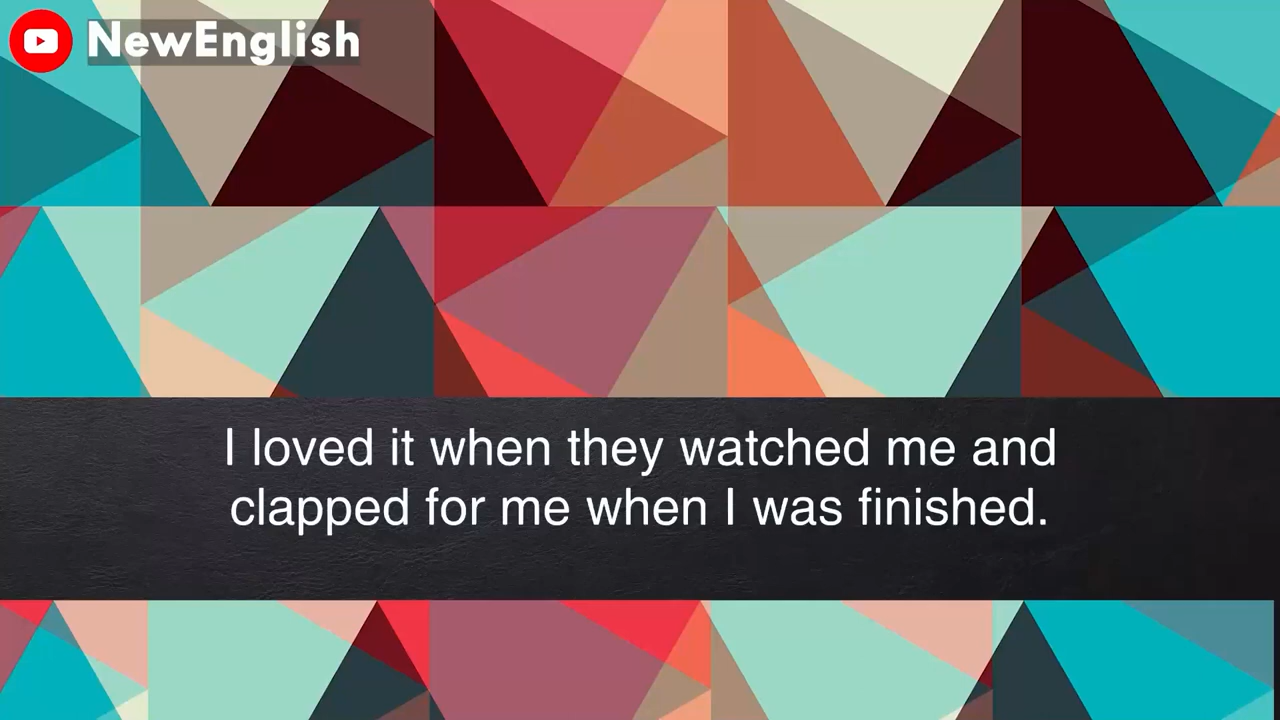 NewEnglish
I loved it when they watched me and
clapped for me when I was finished.